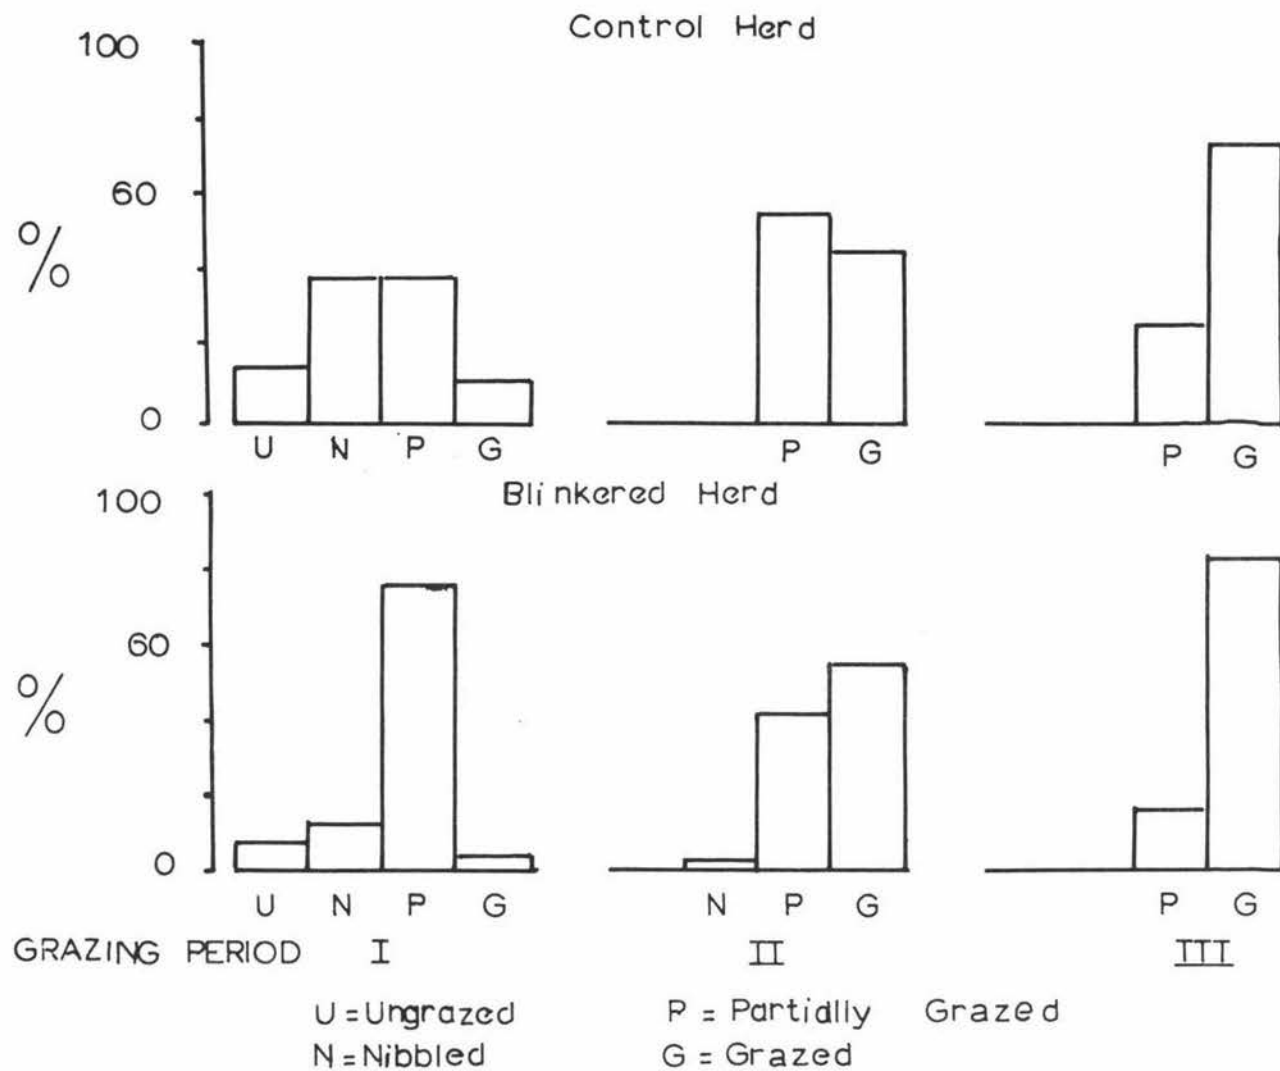 Control Herd
100
60
%
0
U N P G P G P G
Blinkered Herd
100
60
%
0
U N P G N P G P G
GRAZING PERIOD I II III
U = Ungrazed P = Partially Grazed
N = Nibbled G = Grazed